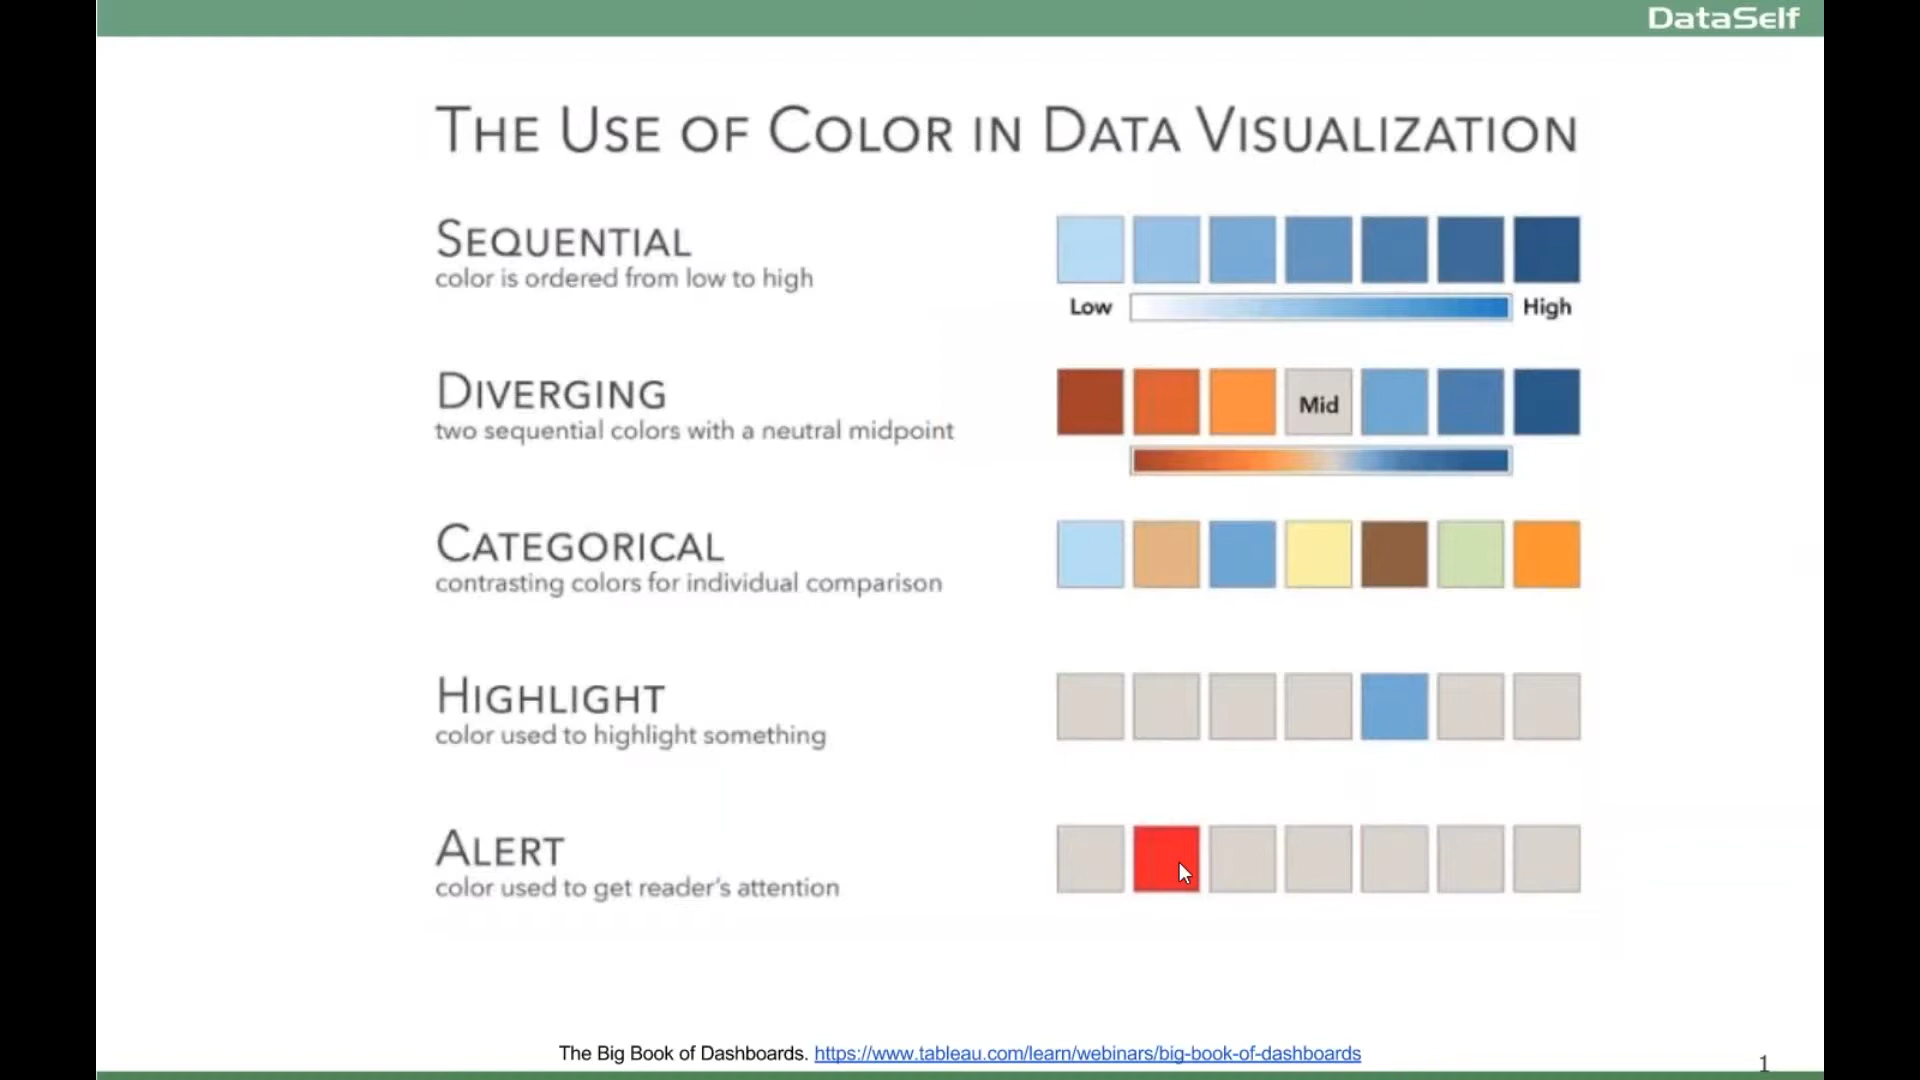 DataSelf
THE USE OF COLOR IN DATA VISUALIZATION
SEQUENTIAL
color is ordered from low to high
Low High
DIVERGING
two sequential colors with a neutral midpoint
Mid
CATEGORICAL
contrasting colors for individual comparison
HIGHLIGHT
color used to highlight something
ALERT
color used to get reader's attention
The Big Book of Dashboards. https://www.tableau.com/learn/webinars/big-book-of-dashboards
1